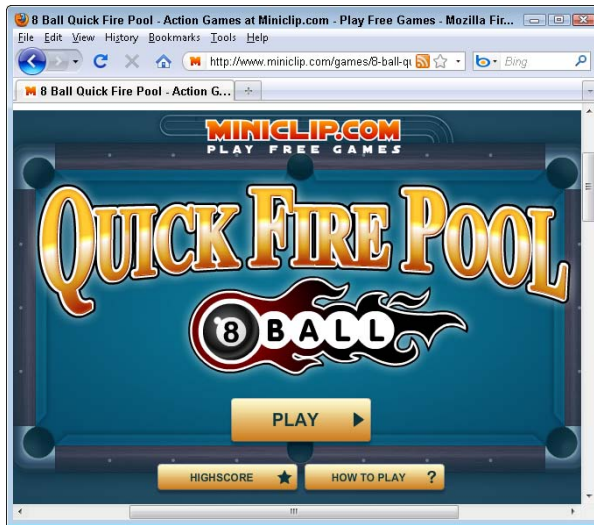 8 Ball Quick Fire Pool - Action Games at Miniclip.com - Play Free Games - Mozilla Fir...
File Edit View History Bookmarks Tools Help
http://www.miniclip.com/games/8-ball-q Bing
8 Ball Quick Fire Pool - Action G...
MINICLIP.COM
PLAY FREE GAMES
QUICK FIRE POOL
8 BALL
PLAY
HIGHSCORE HOW TO PLAY ?